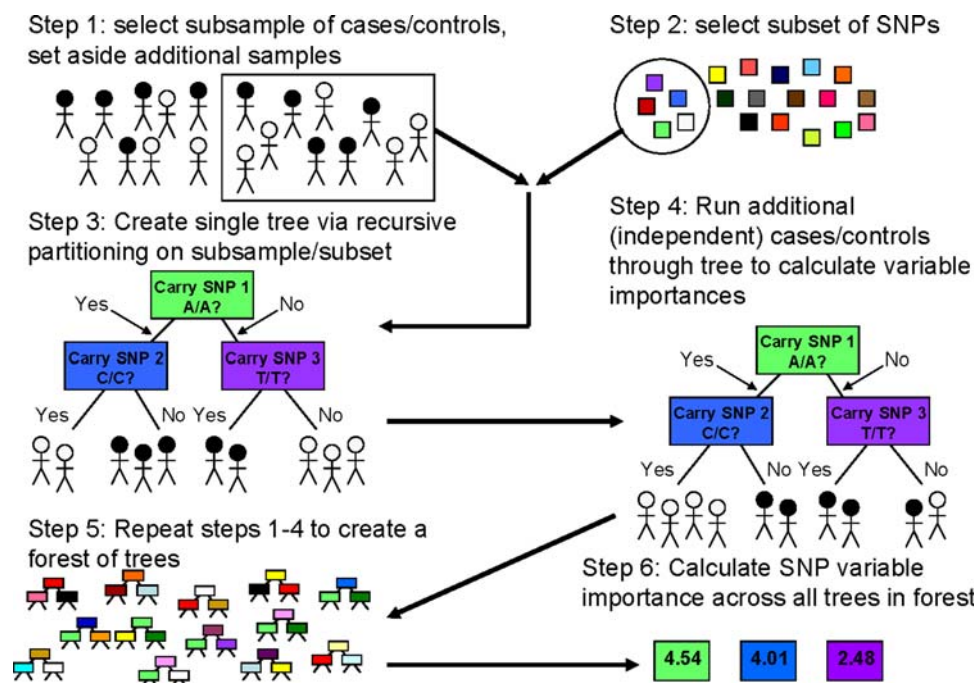 Step 1: select subsample of cases/controls,
set aside additional samples
Step 2: select subset of SNPs
Step 3: Create single tree via recursive
partitioning on subsample/subset
Carry SNP 1
A/A?
Yes
No
Carry SNP 2
C/C?
Carry SNP 3
T/T?
Yes
No
Yes
No
Step 4: Run additional
(independent) cases/controls
through tree to calculate variable
importances
Carry SNP 1
A/A?
Yes
No
Carry SNP 2
C/C?
Carry SNP 3
T/T?
Yes
No
Yes
No
Step 5: Repeat steps 1-4 to create a
forest of trees
Step 6: Calculate SNP variable
importance across all trees in forest
4.54
4.01
2.48